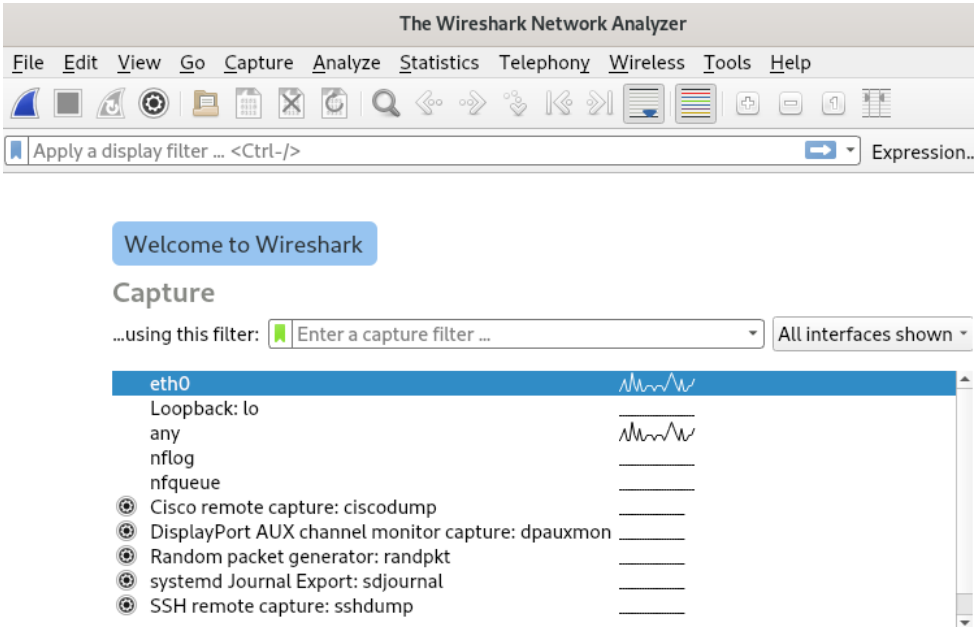 The Wireshark Network Analyzer
File Edit View Go Capture Analyze Statistics Telephony Wireless Tools Help
Apply a display filter ... <Ctrl-/> Expression..
Welcome to Wireshark
Capture
...using this filter: Enter a capture filter ... All interfaces shown
eth0
Loopback: lo
any
nflog
nfqueue
Cisco remote capture: ciscodump
DisplayPort AUX channel monitor capture: dpauxmon
Random packet generator: randpkt
systemd Journal Export: sdjournal
SSH remote capture: sshdump